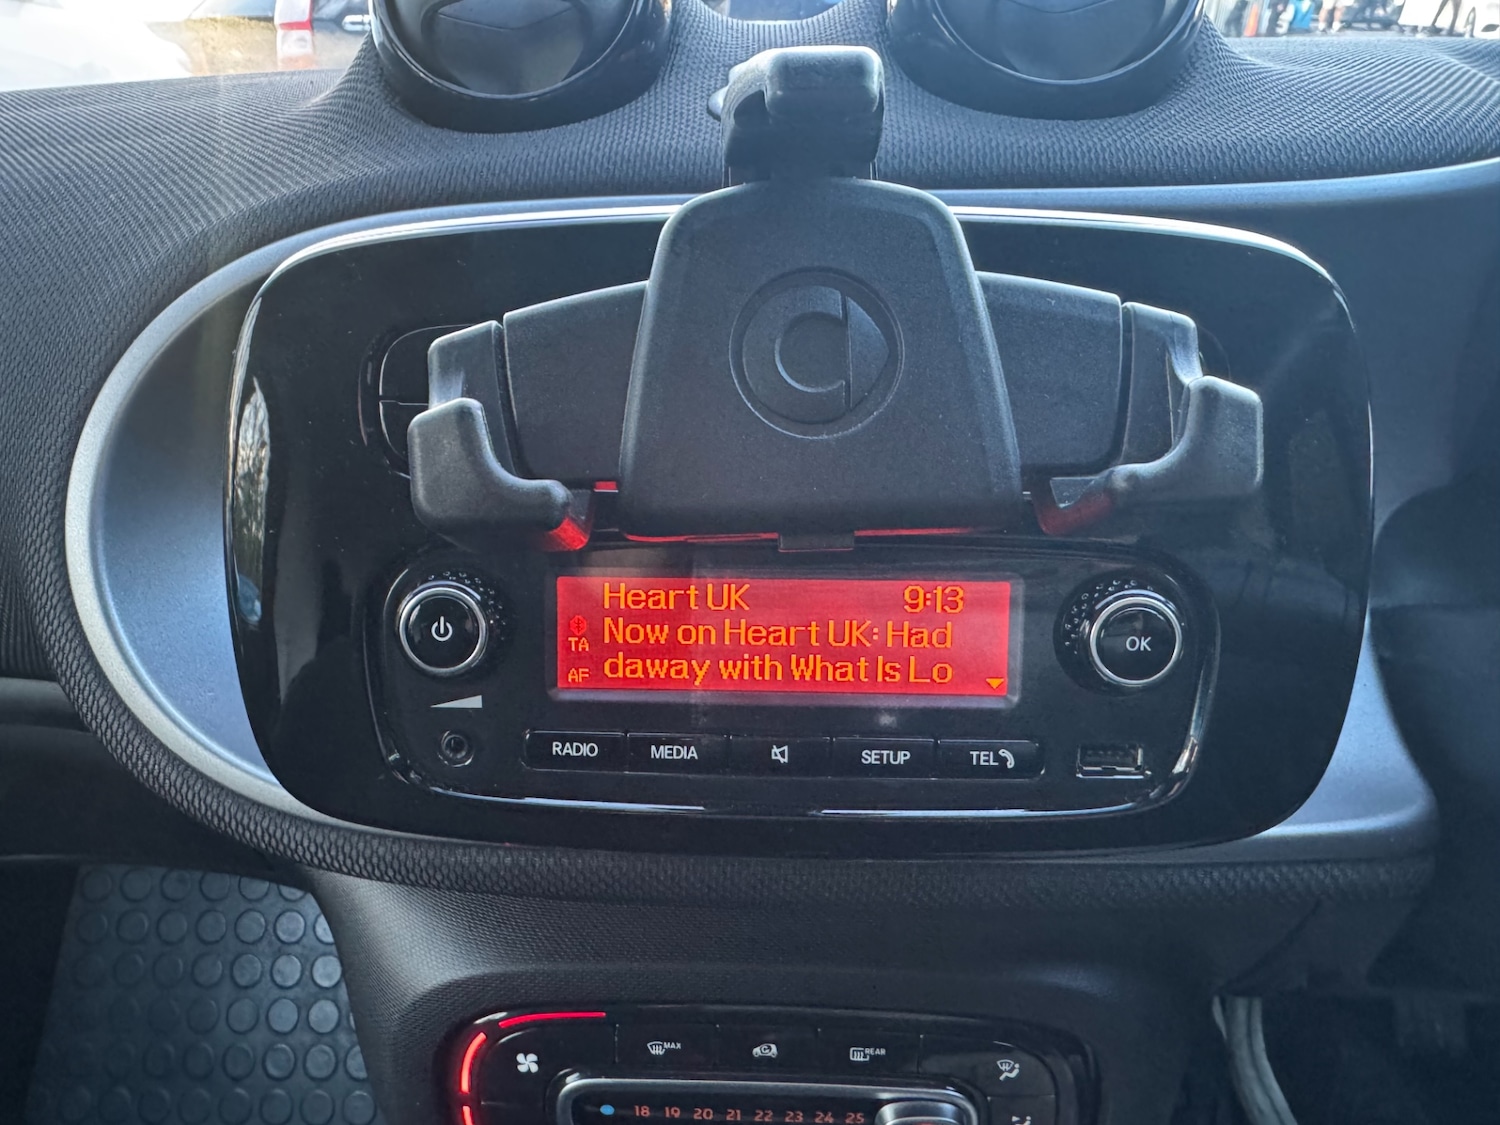 Heart UK 9:13
TA Now on Heart UK: Had
AF daway with What Is Lo
OK
RADIO MEDIA SETUP TEL
MAX REAR
18 19 20 21 22 23 24 25